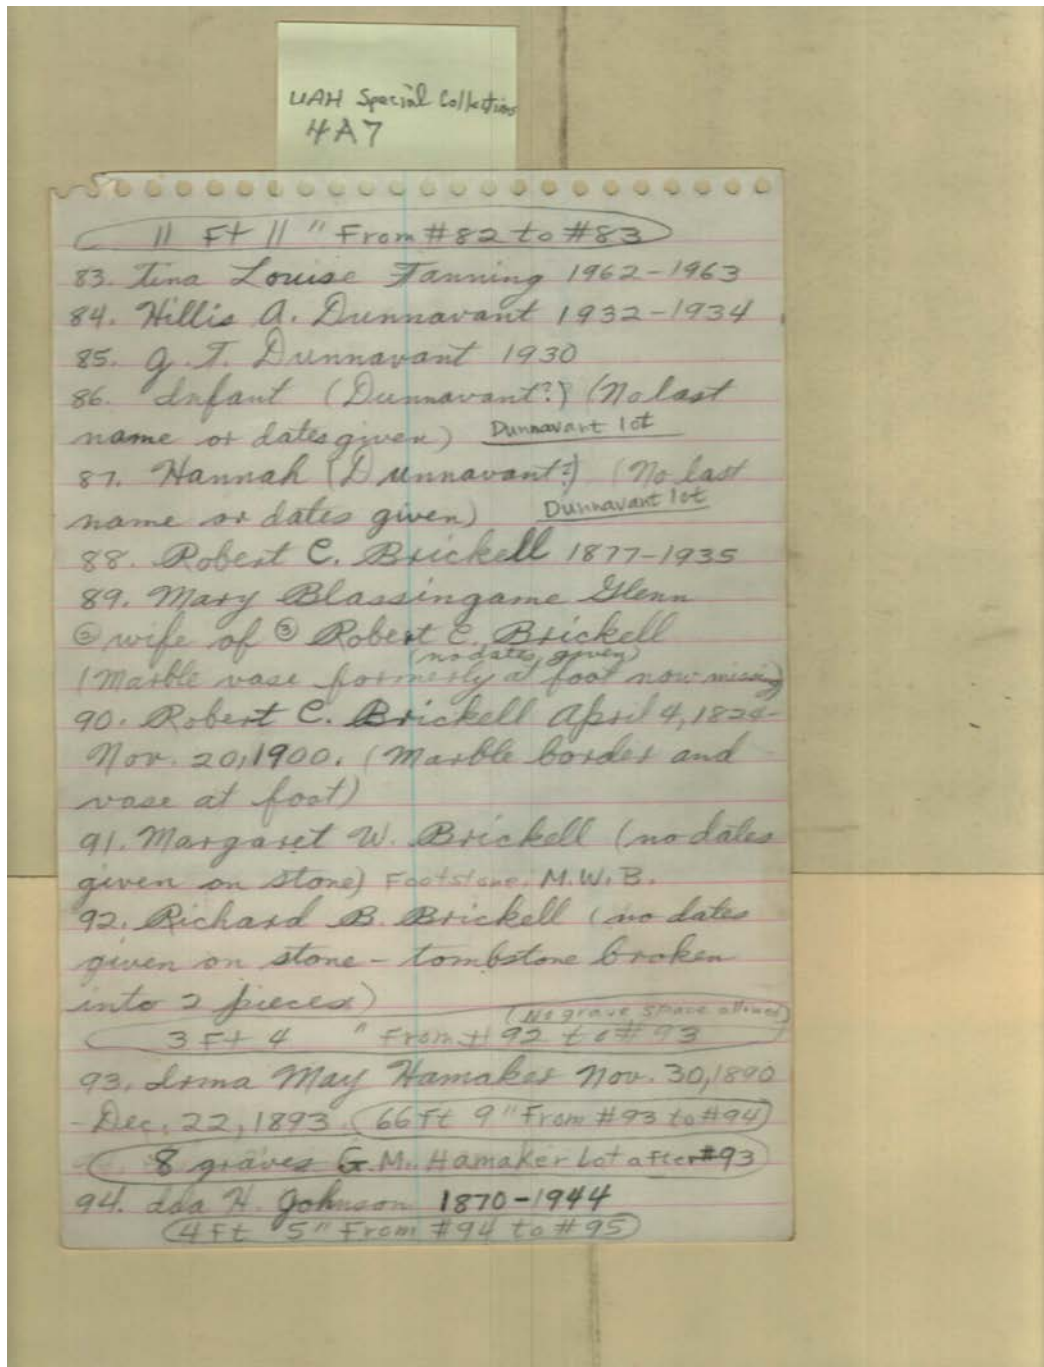 UAH Special Collections
4A7
11 Ft 11 " From #82 to #83
83. Tina Louise Tanning 1962-1963
84. Hillis A. Dunnavant 1932-1934
85. G. T. Dunnavant 1930
86. Infant (Dunnavant?) (No last
name or dates given) Dunnavant lot
87. Hannah (Dunnavant?) (No last
name or dates given) Dunnavant lot
88. Robert C. Brickell 1877-1935
89. Mary Blassingame Glenn
② wife of ③ Robert C. Brickell
(no dates given)
(Marble vase formerly at foot now missing)
90. Robert C. Brickell April 4, 1824-
Nov. 20, 1900. (Marble border and
vase at foot)
91. Margaret W. Brickell (no dates
given on stone) Footstone, M.W.B.
92. Richard B. Brickell (no dates
given on stone - tombstone broken
into 2 pieces)
(No grave space allowed)
3 Ft 4 " From # 92 to # 93
93. Irma May Hamaker Nov. 30, 1890
- Dec. 22, 1893. 66 Ft 9 " From #93 to #94
8 graves G.M. Hamaker Lot after #93
94. Ida H. Johnson 1870-1944
4 Ft 5 " From #94 to #95